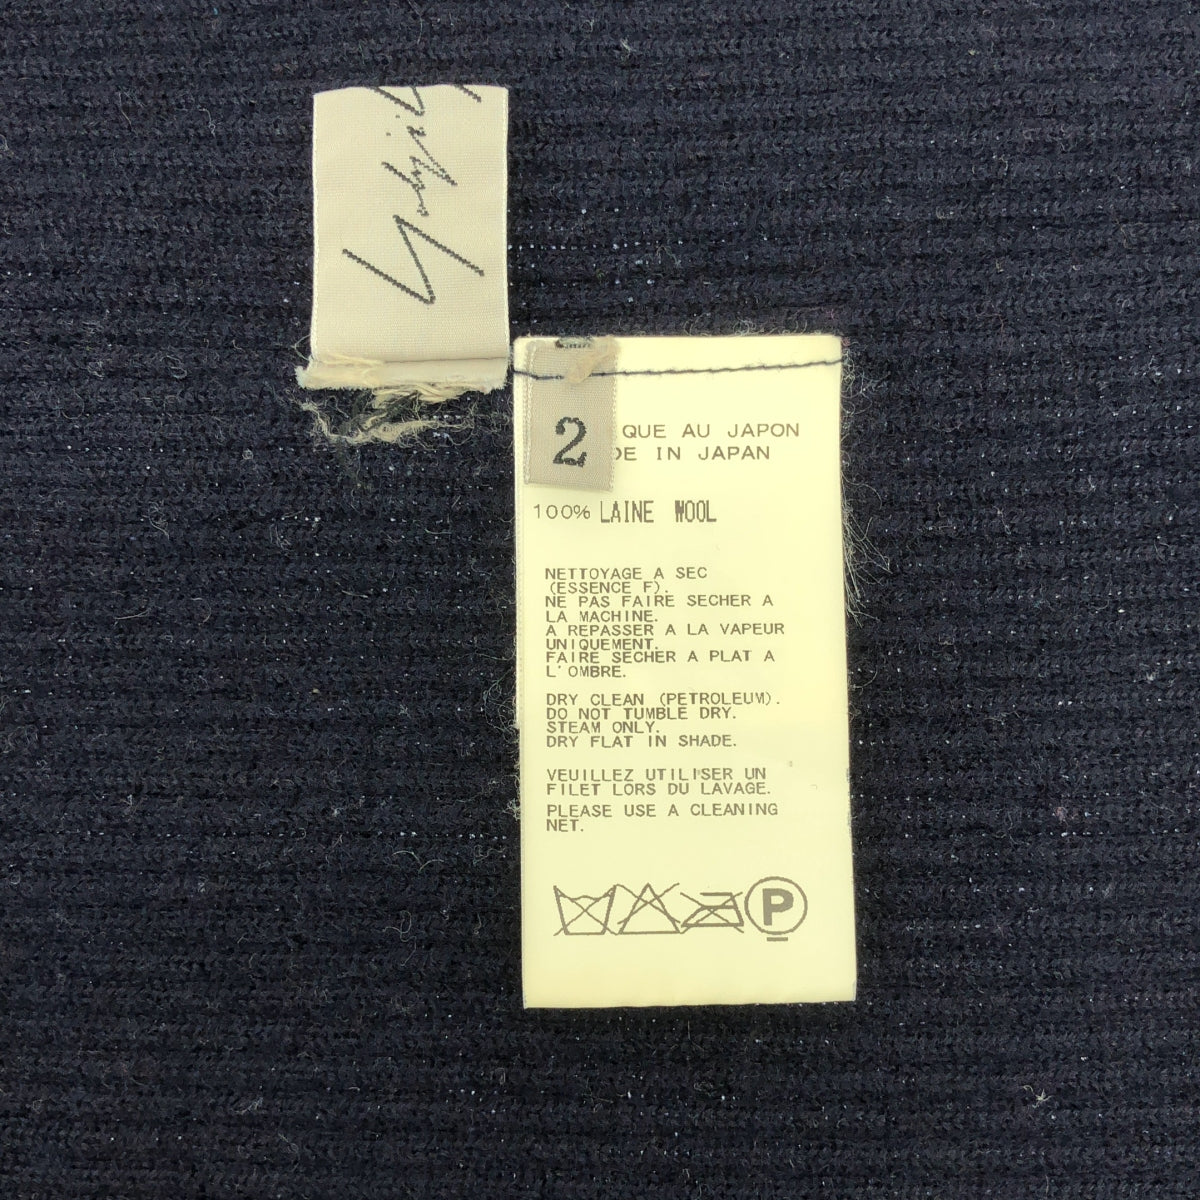 Yohji Y
2
QUE AU JAPON
DE IN JAPAN
100% LAINE WOOL
NETTOYAGE A SEC
(ESSENCE F).
NE PAS FAIRE SECHER A
LA MACHINE.
A REPASSER A LA VAPEUR
UNIQUEMENT.
FAIRE SECHER A PLAT A
L'OMBRE.
DRY CLEAN (PETROLEUM).
DO NOT TUMBLE DRY.
STEAM ONLY.
DRY FLAT IN SHADE.
VEUILLEZ UTILISER UN
FILET LORS DU LAVAGE.
PLEASE USE A CLEANING
NET.
P